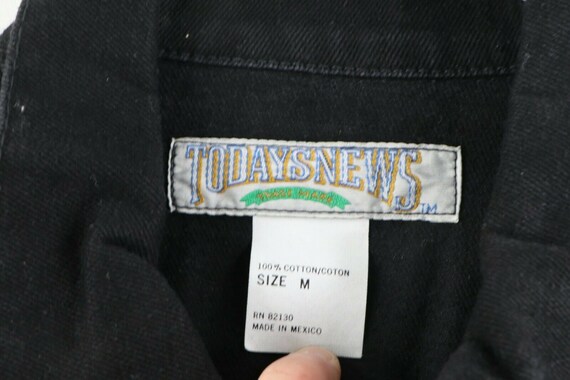 TODAYSNEWS
TM
100% COTTON/COTON
SIZE M
RN 82130
MADE IN MEXICO